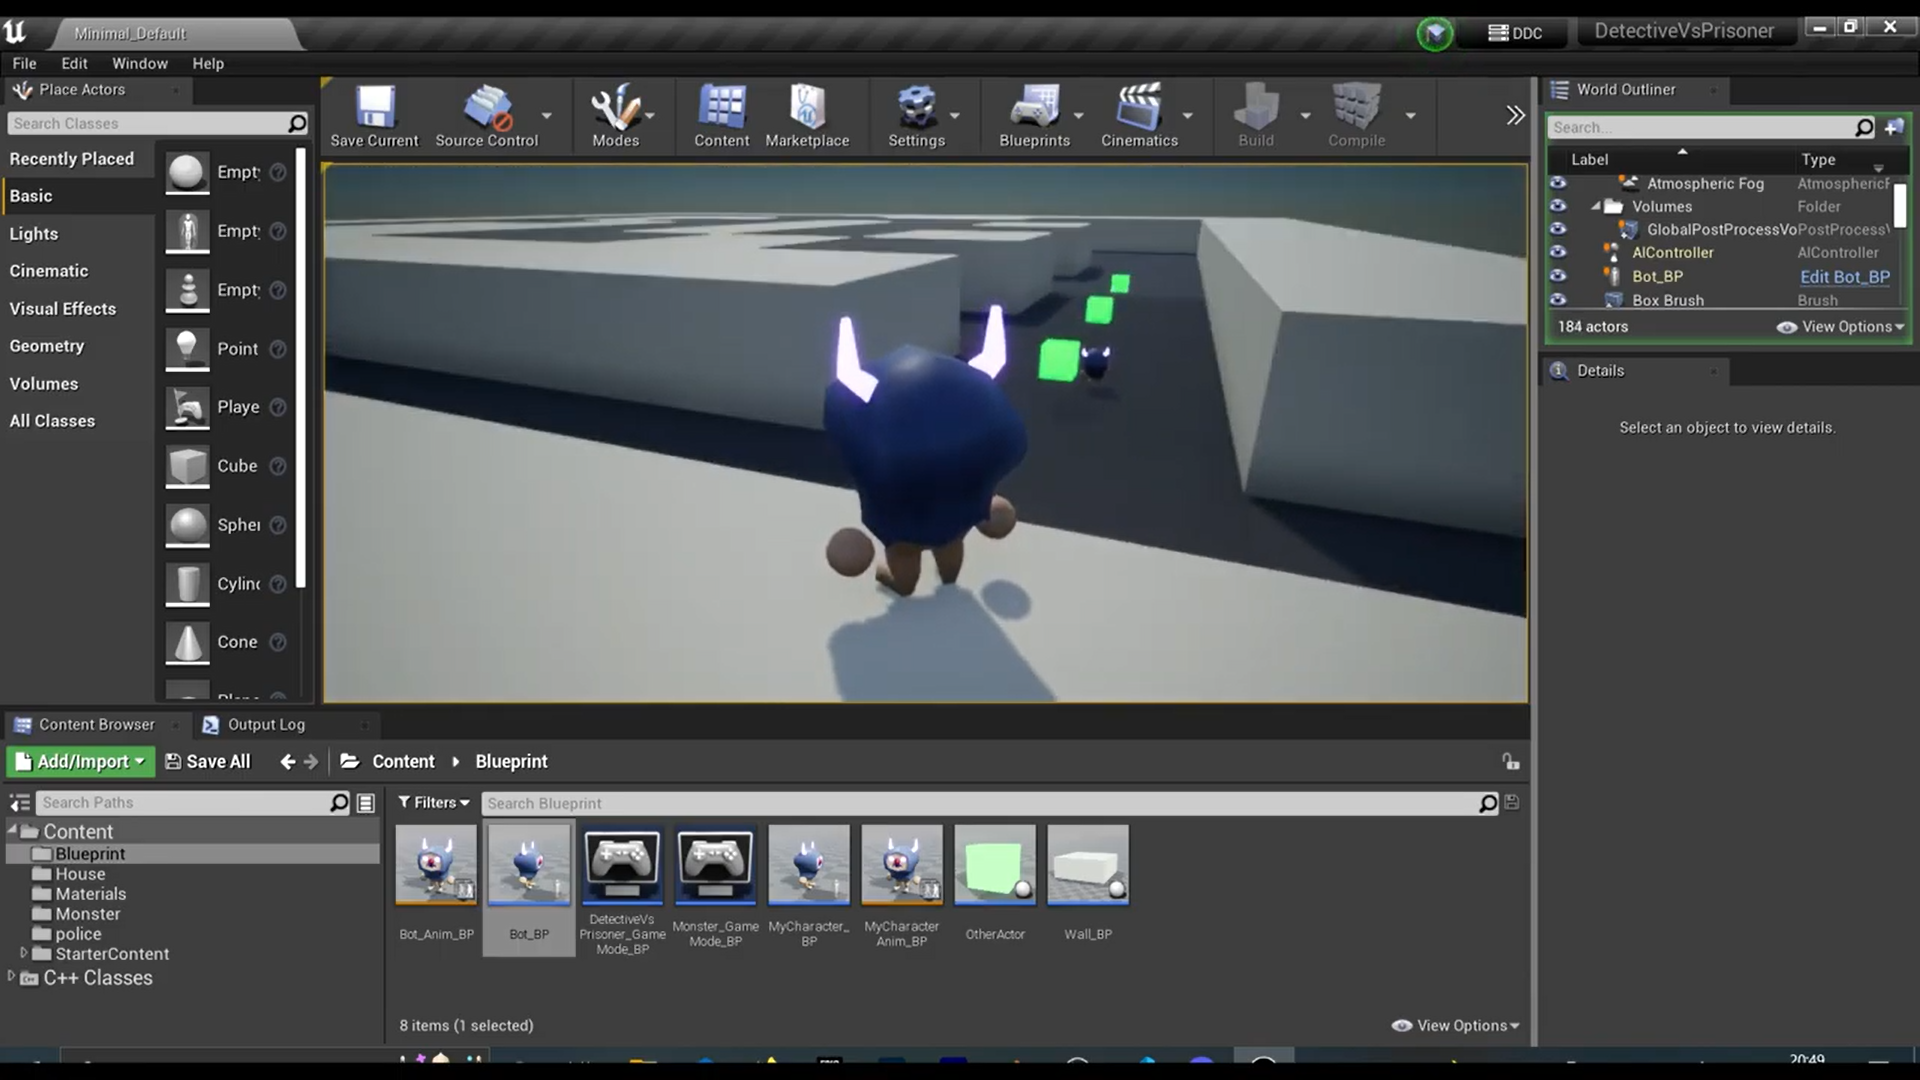 Minimal_Default
DDC
DetectiveVsPrisoner
File Edit Window Help
Place Actors
Search Classes
Recently Placed
Basic
Lights
Cinematic
Visual Effects
Geometry
Volumes
All Classes
Empt
Empt
Empt
Point
Playe
Cube
Spher
Cylin
Cone
Save Current
Source Control
Modes
Content
Marketplace
Settings
Blueprints
Cinematics
Build
Compile
World Outliner
Search...
Label Type
Atmospheric Fog AtmosphericF
Volumes Folder
GlobalPostProcessVo PostProcessV
AIController AIController
Bot_BP Edit Bot_BP
Box Brush Brush
184 actors View Options
Details
Select an object to view details.
Content Browser
Output Log
Add/Import Save All Content Blueprint
Search Paths
Content
Blueprint
House
Materials
Monster
police
StarterContent
C++ Classes
Filters Search Blueprint
Bot_Anim_BP
Bot_BP
DetectiveVs
Prisoner_Game
Mode_BP
Monster_Game
Mode_BP
MyCharacter_
BP
MyCharacter
Anim_BP
OtherActor
Wall_BP
8 items (1 selected)
View Options
20:49